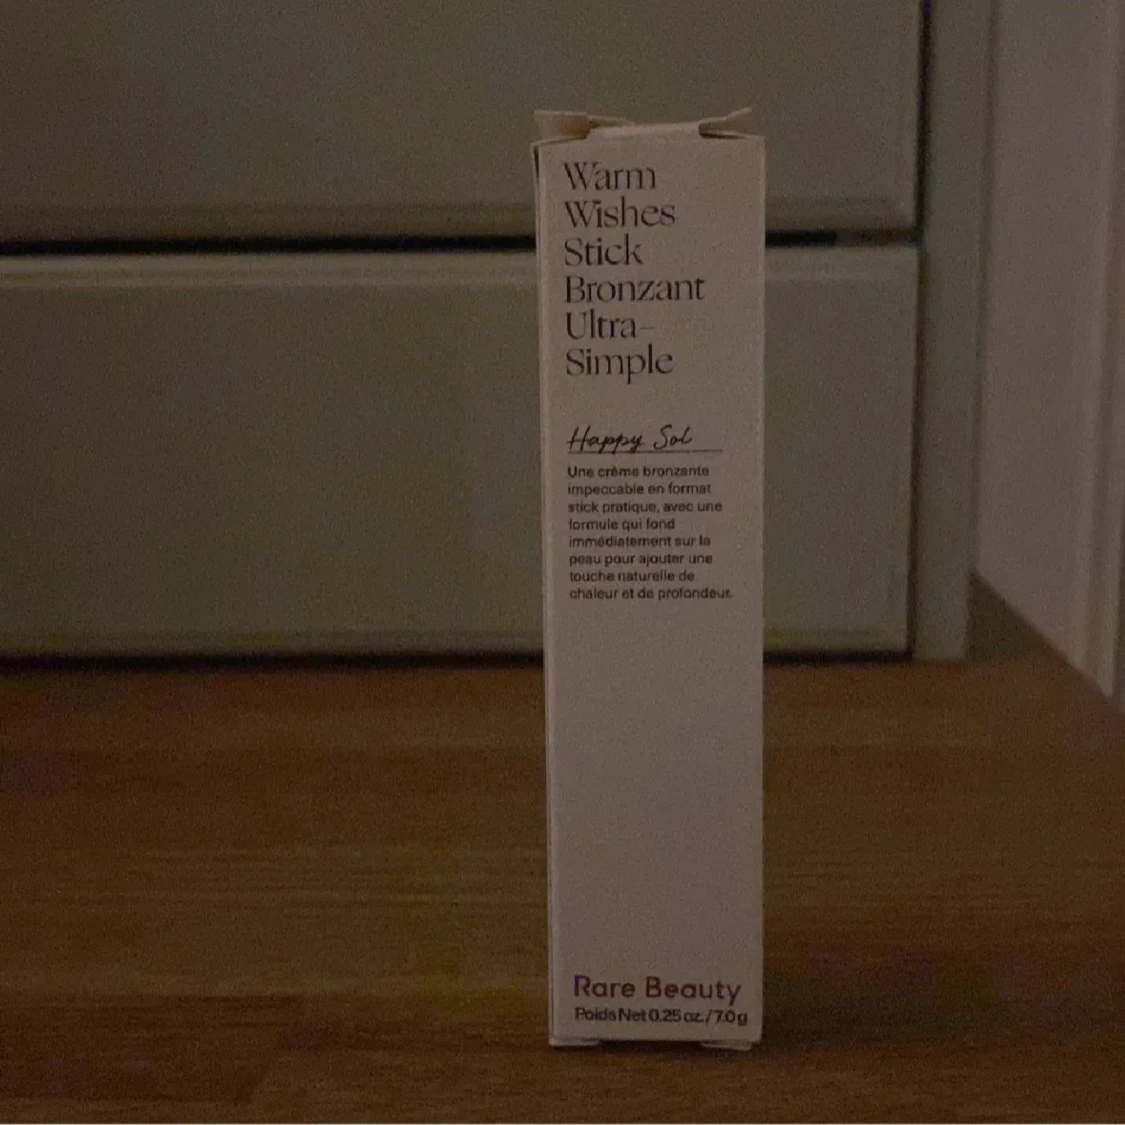 Warm
Wishes
Stick
Bronzant
Ultra-
Simple
Happy Sol
Une crème bronzante
impeccable en format
stick pratique, avec une
formule qui fond
immédiatement sur la
peau pour ajouter une
touche naturelle de
chaleur et de profondeur.
Rare Beauty
Poids Net 0.25 oz./7.0 g